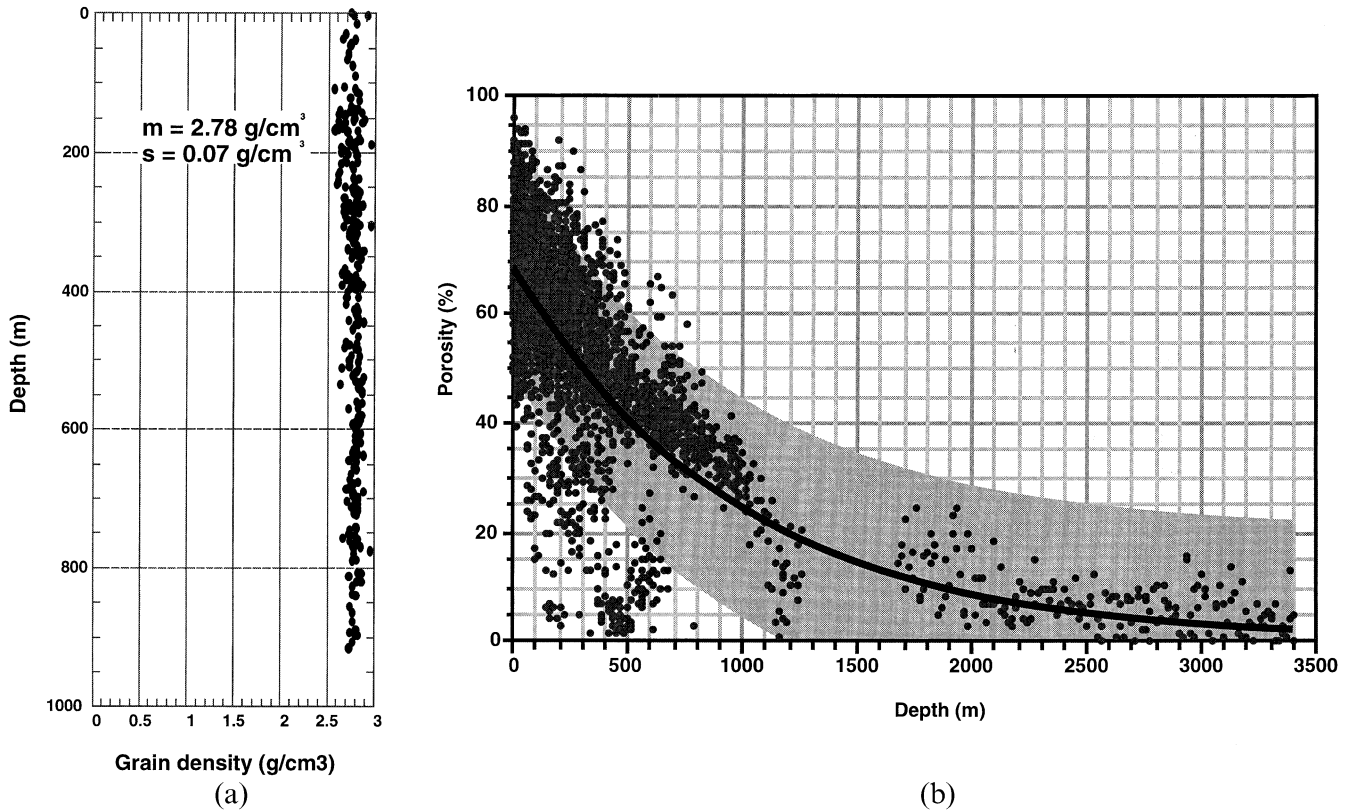 0
200
400
600
800
1000
Depth (m)
m = 2.78 g/cm³
s = 0.07 g/cm³
0 0.5 1 1.5 2 2.5 3
Grain density (g/cm3)
(a)
100
80
60
40
20
0
Porosity (%)
0 500 1000 1500 2000 2500 3000 3500
Depth (m)
(b)